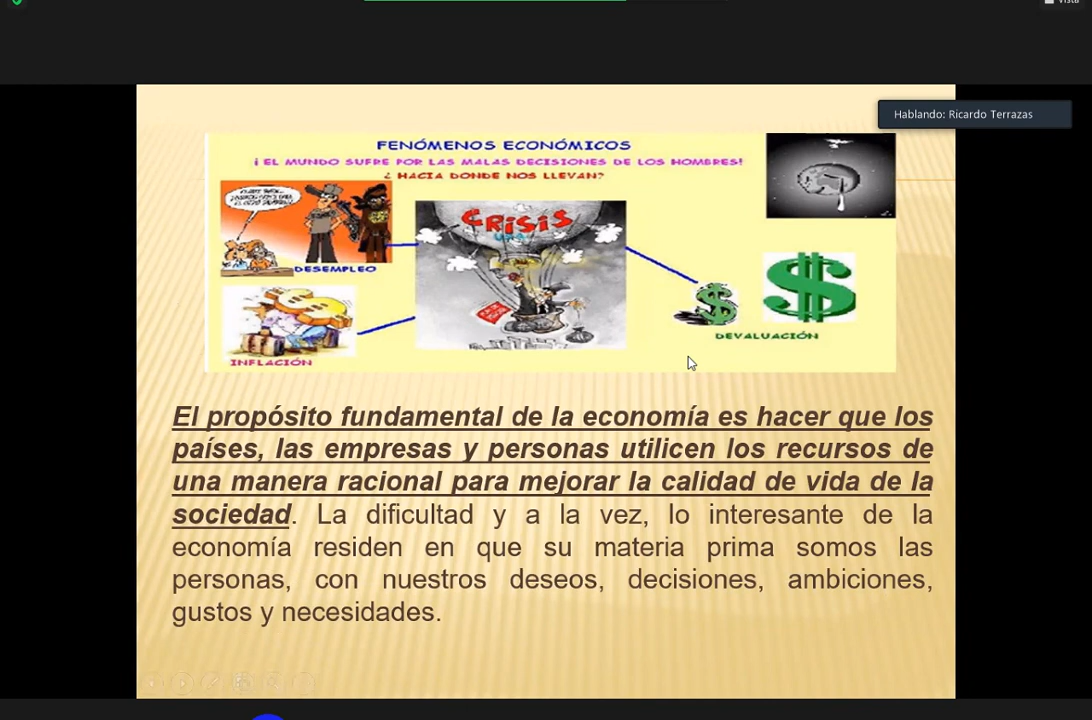 Vista
Hablando: Ricardo Terrazas
FENÓMENOS ECONÓMICOS
¡ EL MUNDO SUFRE POR LAS MALAS DECISIONES DE LOS HOMBRES!
¿ HACIA DONDE NOS LLEVAN?
CRISIS
DESEMPLEO
DEVALUACIÓN
INFLACIÓN
El propósito fundamental de la economía es hacer que los
países, las empresas y personas utilicen los recursos de
una manera racional para mejorar la calidad de vida de la
sociedad. La dificultad y a la vez, lo interesante de la
economía residen en que su materia prima somos las
personas, con nuestros deseos, decisiones, ambiciones,
gustos y necesidades.